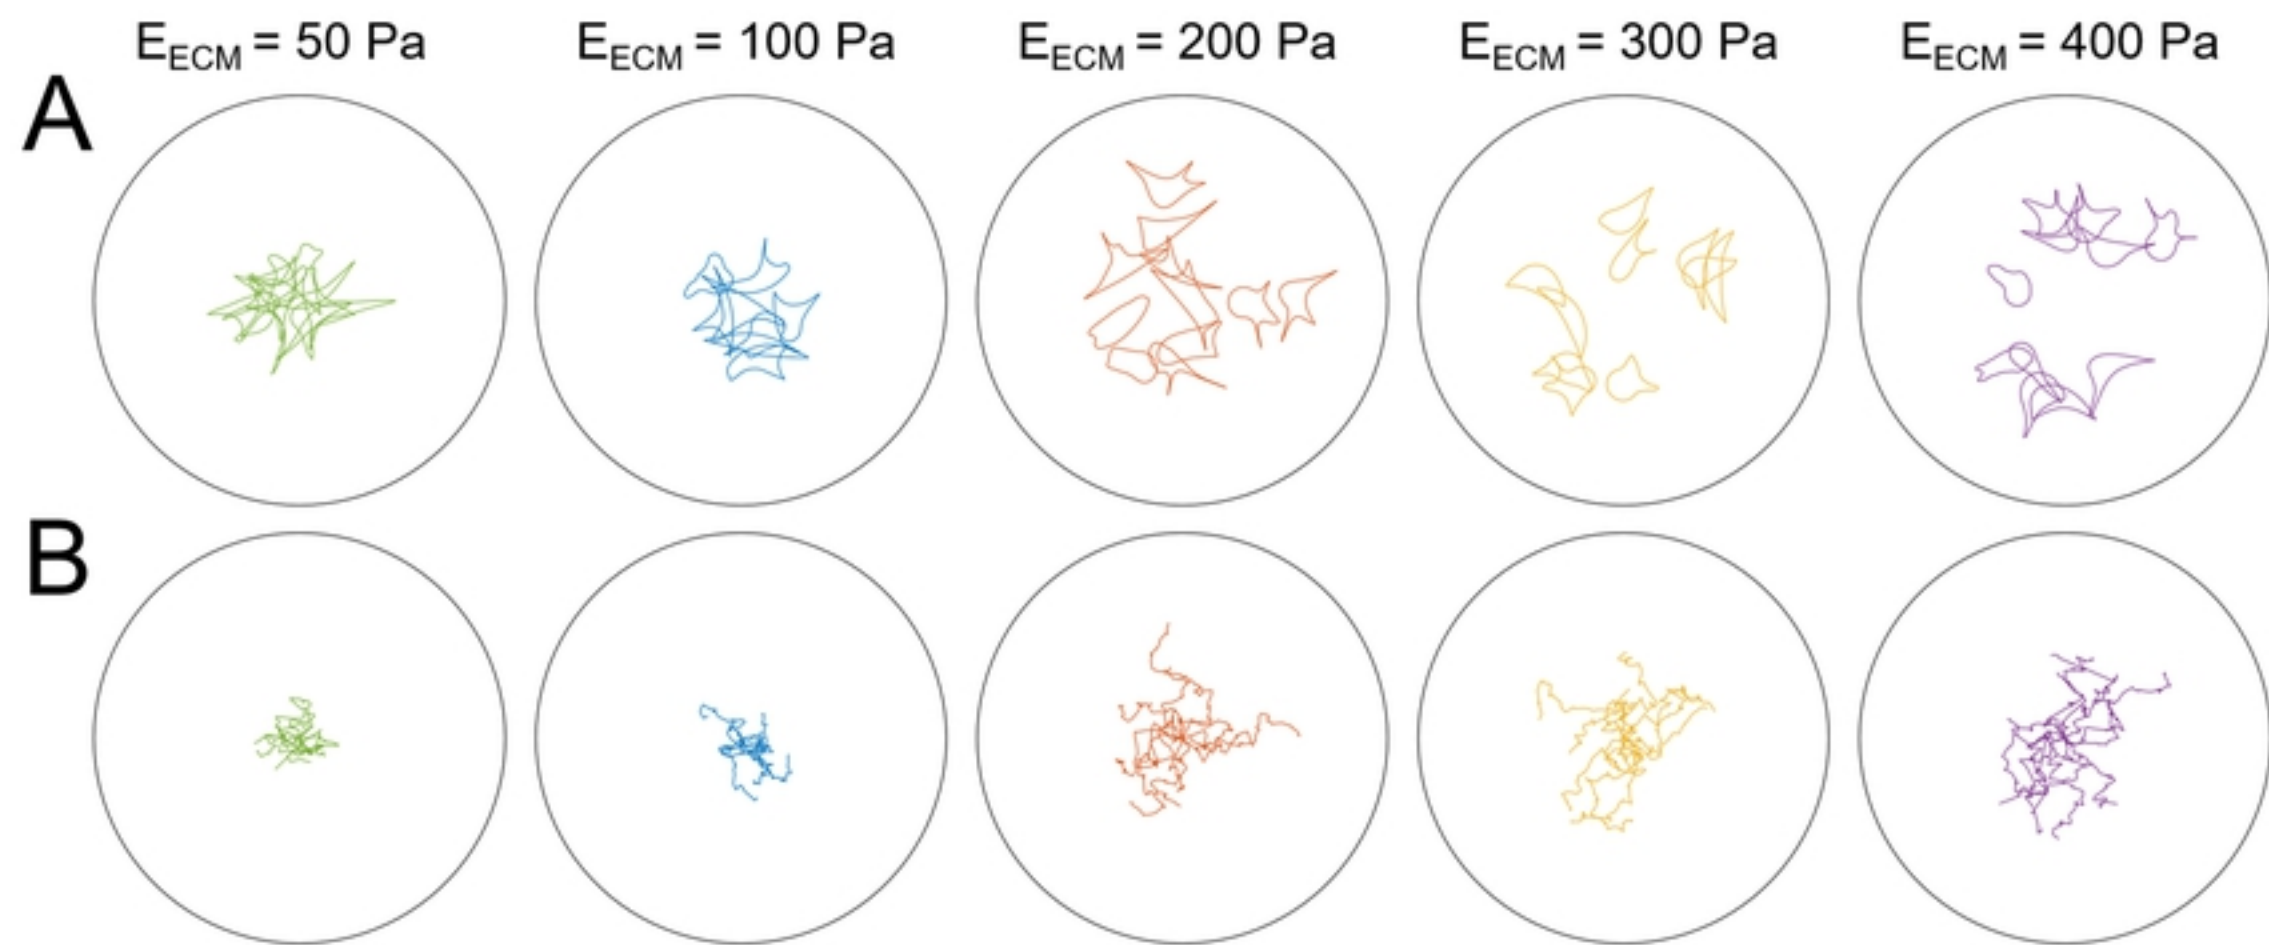 E_ECM = 50 Pa E_ECM = 100 Pa E_ECM = 200 Pa E_ECM = 300 Pa E_ECM = 400 Pa
A
B